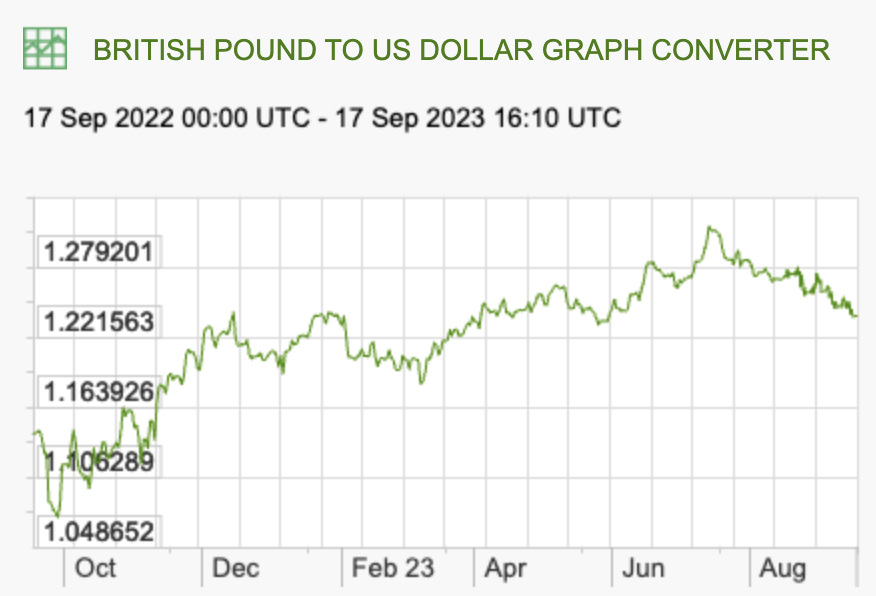 BRITISH POUND TO US DOLLAR GRAPH CONVERTER
17 Sep 2022 00:00 UTC - 17 Sep 2023 16:10 UTC
1.279201
1.221563
1.163926
1.106289
1.048652
Oct Dec Feb 23 Apr Jun Aug